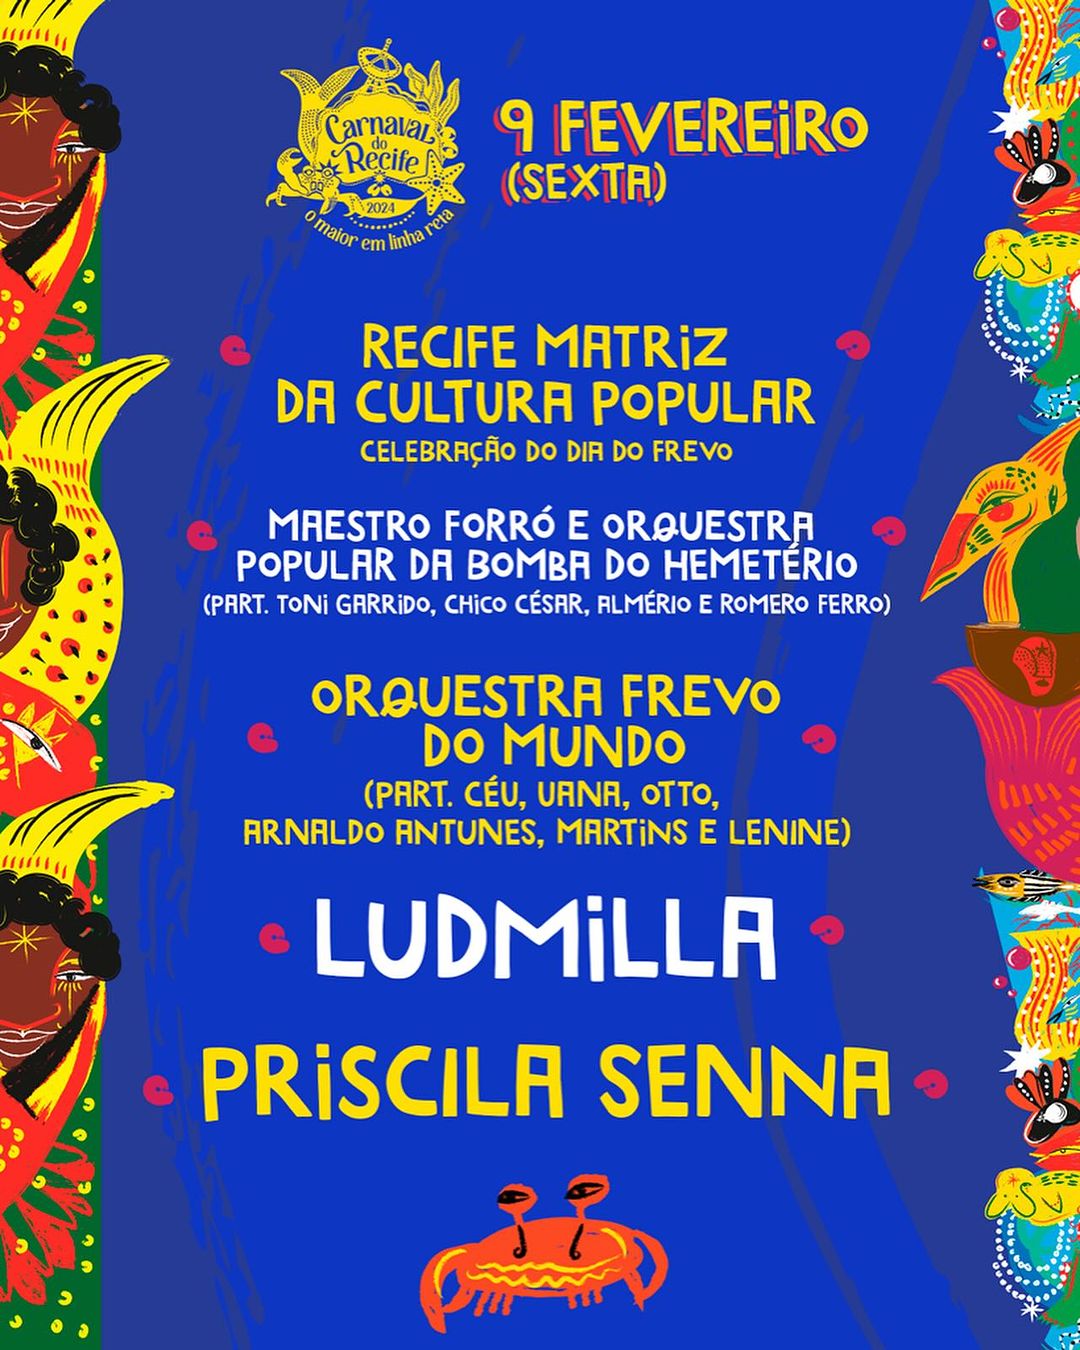 Carnaval
do
Recife
2024
o maior em linha reta
9 FEVEREiRO
(SEXTA)
RECIFE MATRiZ
DA CULTURA POPULAR
CELEBRAÇÃO DO DIA DO FREVO
MAESTRO FORRÓ E ORQUESTRA
POPULAR DA BOMBA DO HEMETÉRIO
(PART. TONi GARRiDO, CHiCO CÉSAR, ALMÉRIO E ROMERO FERRO)
ORQUESTRA FREVO
DO MUNDO
(PART. CÉU, UANA, OTTO,
ARNALDO ANTUNES, MARTiNS E LENINE)
LUDMiLLA
PRiSCILA SENNA